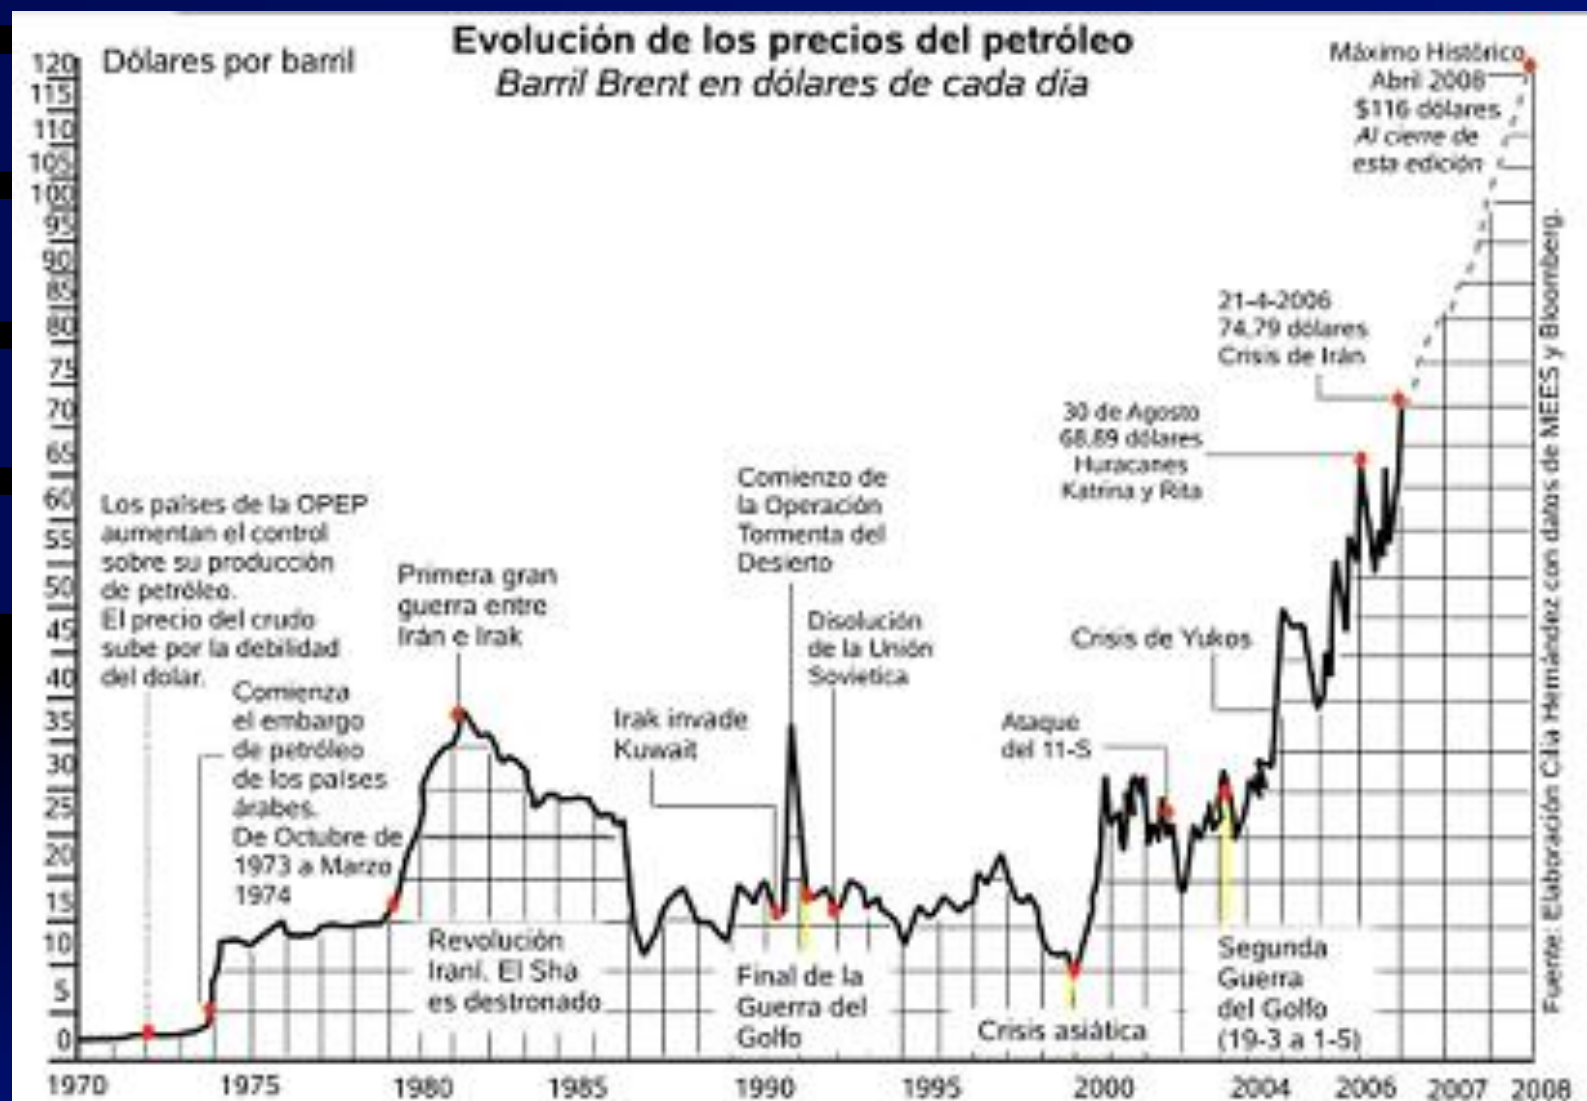 Evolución de los precios del petróleo
Barril Brent en dólares de cada día
Dólares por barril
120
115
110
105
100
95
90
85
80
75
70
65
60
55
50
45
40
35
30
25
20
15
10
5
0
Los países de la OPEP
aumentan el control
sobre su producción
de petróleo.
El precio del crudo
sube por la debilidad
del dolar.
Comienza
el embargo
de petróleo
de los países
árabes.
De Octubre de
1973 a Marzo
1974
Primera gran
guerra entre
Irán e Irak
Revolución
Iraní. El Sha
es destronado
Irak invade
Kuwait
Comienzo de
la Operación
Tormenta del
Desierto
Disolución
de la Unión
Sovietica
Final de la
Guerra del
Golfo
Crisis asiática
Ataque
del 11-S
Segunda
Guerra
del Golfo
(19-3 a 1-5)
Crisis de Yukos
30 de Agosto
68,89 dólares
Huracanes
Katrina y Rita
21-4-2006
74,79 dólares
Crisis de Irán
Máximo Histórico
Abril 2008
$116 dólares
Al cierre de
esta edición
1970 1975 1980 1985 1990 1995 2000 2004 2006 2007 2008
Fuente: Elaboración Cilia Hernández con datos de MEES y Bloomberg.